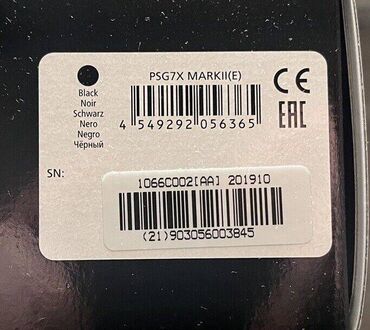 PSG7X MARKII(E)
Black
Noir
Schwarz
Nero
Negro
Чёрный
4 549292 056365
CE
EAC
SN:
1066C002[AA] 201910
(21)903056003845